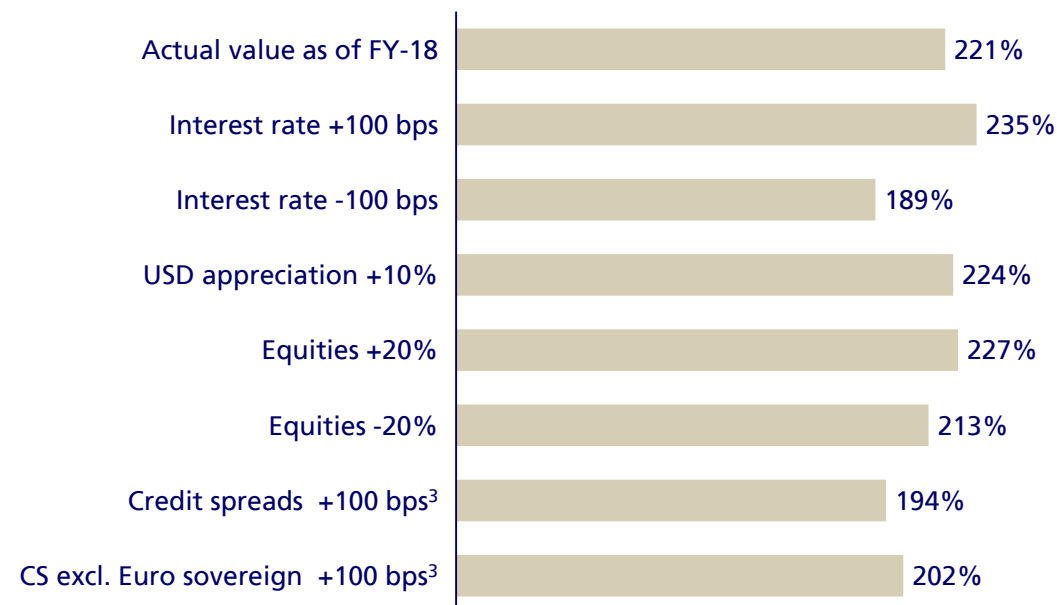 Actual value as of FY-18 221%
Interest rate +100 bps 235%
Interest rate -100 bps 189%
USD appreciation +10% 224%
Equities +20% 227%
Equities -20% 213%
Credit spreads +100 bps³ 194%
CS excl. Euro sovereign +100 bps³ 202%